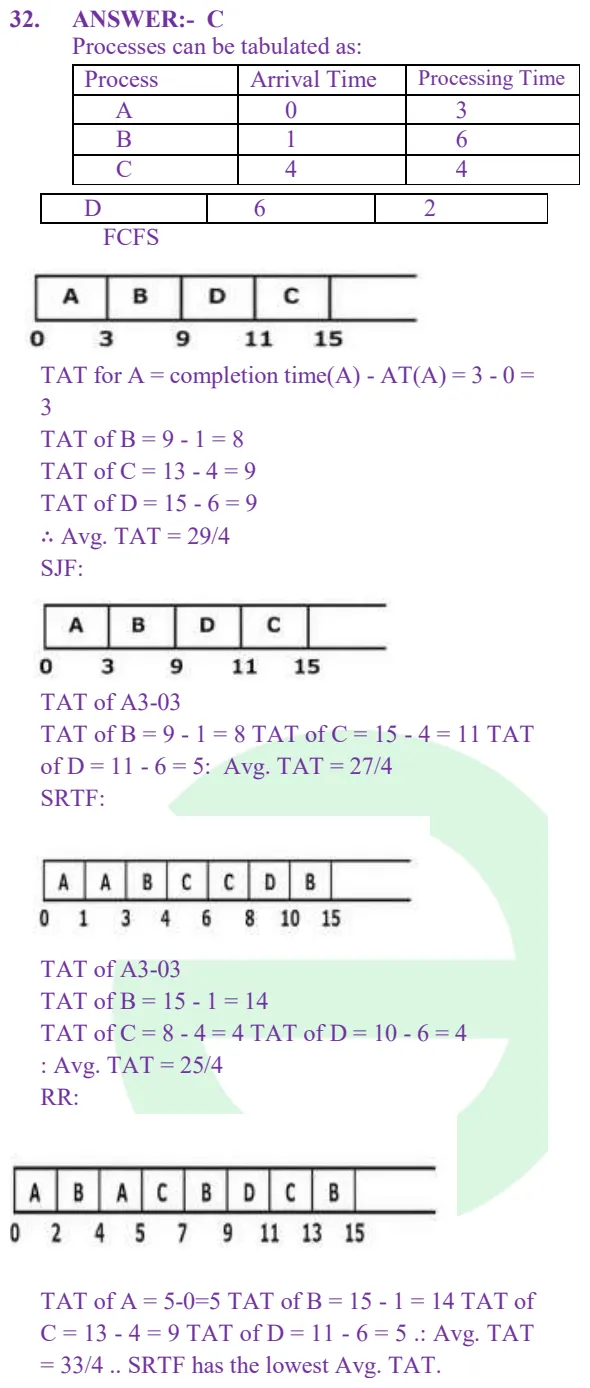 32. ANSWER:- C
Processes can be tabulated as:
Process Arrival Time Processing Time
A 0 3
B 1 6
C 4 4
D 6 2
FCFS
A B D C
0 3 9 11 15
TAT for A = completion time(A) - AT(A) = 3 - 0 =
3
TAT of B = 9 - 1 = 8
TAT of C = 13 - 4 = 9
TAT of D = 15 - 6 = 9
∴ Avg. TAT = 29/4
SJF:
A B D C
0 3 9 11 15
TAT of A3-03
TAT of B = 9 - 1 = 8 TAT of C = 15 - 4 = 11 TAT
of D = 11 - 6 = 5: Avg. TAT = 27/4
SRTF:
A A B C C D B
0 1 3 4 6 8 10 15
TAT of A3-03
TAT of B = 15 - 1 = 14
TAT of C = 8 - 4 = 4 TAT of D = 10 - 6 = 4
: Avg. TAT = 25/4
RR:
A B A C B D C B
0 2 4 5 7 9 11 13 15
TAT of A = 5-0=5 TAT of B = 15 - 1 = 14 TAT of
C = 13 - 4 = 9 TAT of D = 11 - 6 = 5 .: Avg. TAT
= 33/4 .. SRTF has the lowest Avg. TAT.